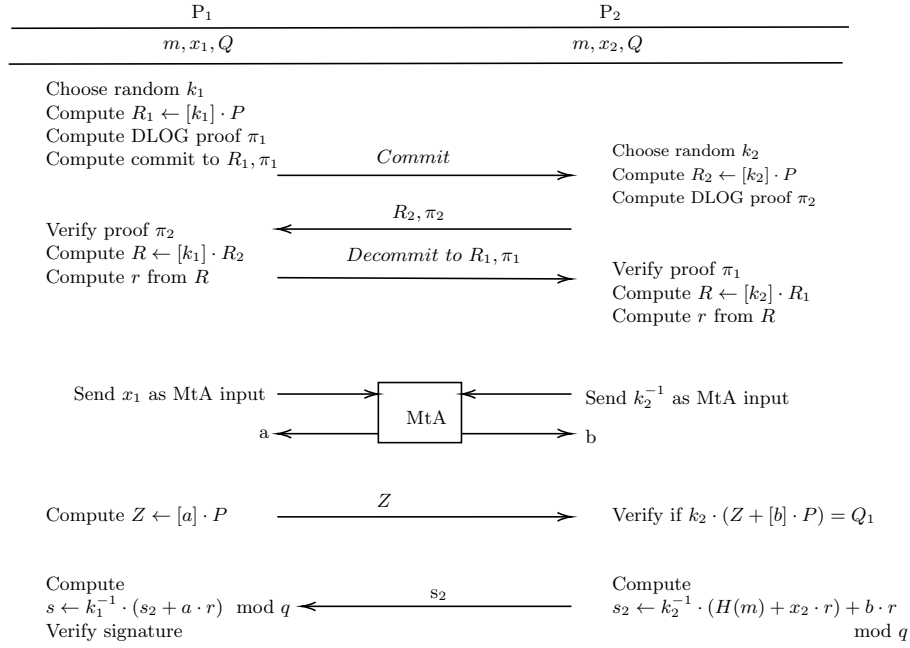 P₁ P₂
m, x₁, Q m, x₂, Q
Choose random k₁
Compute R₁ ← [k₁] · P
Compute DLOG proof π₁
Compute commit to R₁, π₁
Commit
Choose random k₂
Compute R₂ ← [k₂] · P
Compute DLOG proof π₂
R₂, π₂
Verify proof π₂
Compute R ← [k₁] · R₂
Compute r from R
Decommit to R₁, π₁
Verify proof π₁
Compute R ← [k₂] · R₁
Compute r from R
Send x₁ as MtA input
MtA
Send k₂⁻¹ as MtA input
a
b
Compute Z ← [a] · P
Z
Verify if k₂ · (Z + [b] · P) = Q₁
Compute
s ← k₁⁻¹ · (s₂ + a · r) mod q
Verify signature
s₂
Compute
s₂ ← k₂⁻¹ · (H(m) + x₂ · r) + b · r
mod q